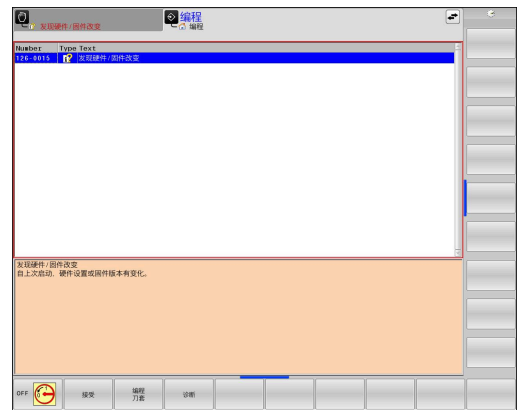 编程
发现硬件/固件改变
编程
Number Type Text
126-0015 发现硬件/固件改变
发现硬件/固件改变
自上次启动，硬件设置或固件版本有变化。
OFF
接受
编程
刀套
诊断